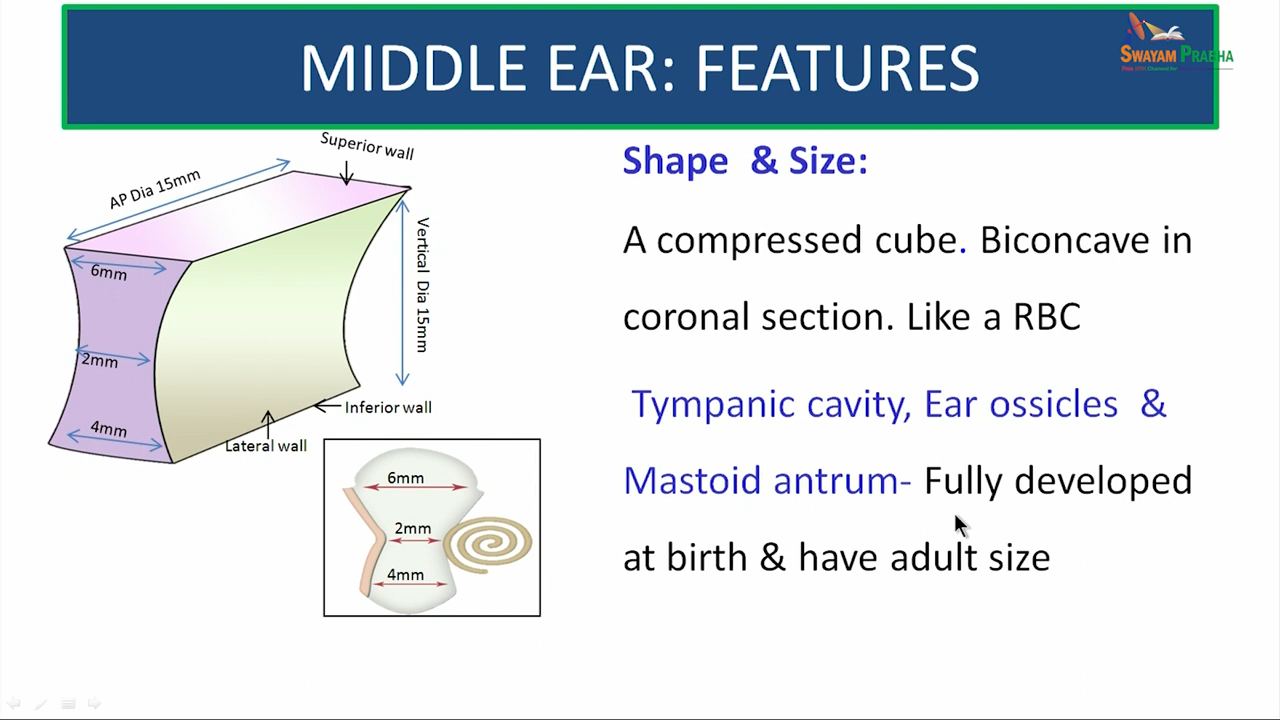 MIDDLE EAR: FEATURES
SWAYAM PRABHA
Superior wall
AP Dia 15mm
6mm
Vertical Dia 15mm
2mm
4mm
Inferior wall
Lateral wall
6mm
2mm
4mm
Shape & Size:
A compressed cube. Biconcave in
coronal section. Like a RBC
Tympanic cavity, Ear ossicles &
Mastoid antrum- Fully developed
at birth & have adult size